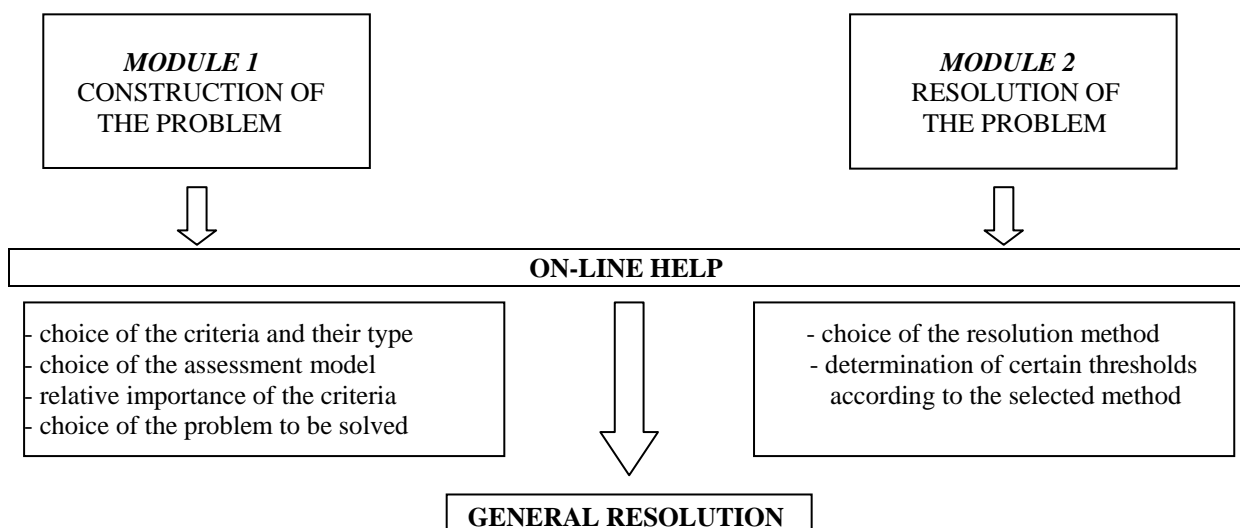 MODULE 1
CONSTRUCTION OF
THE PROBLEM
MODULE 2
RESOLUTION OF
THE PROBLEM
ON-LINE HELP
- choice of the criteria and their type
- choice of the assessment model
- relative importance of the criteria
- choice of the problem to be solved
- choice of the resolution method
- determination of certain thresholds
according to the selected method
GENERAL RESOLUTION